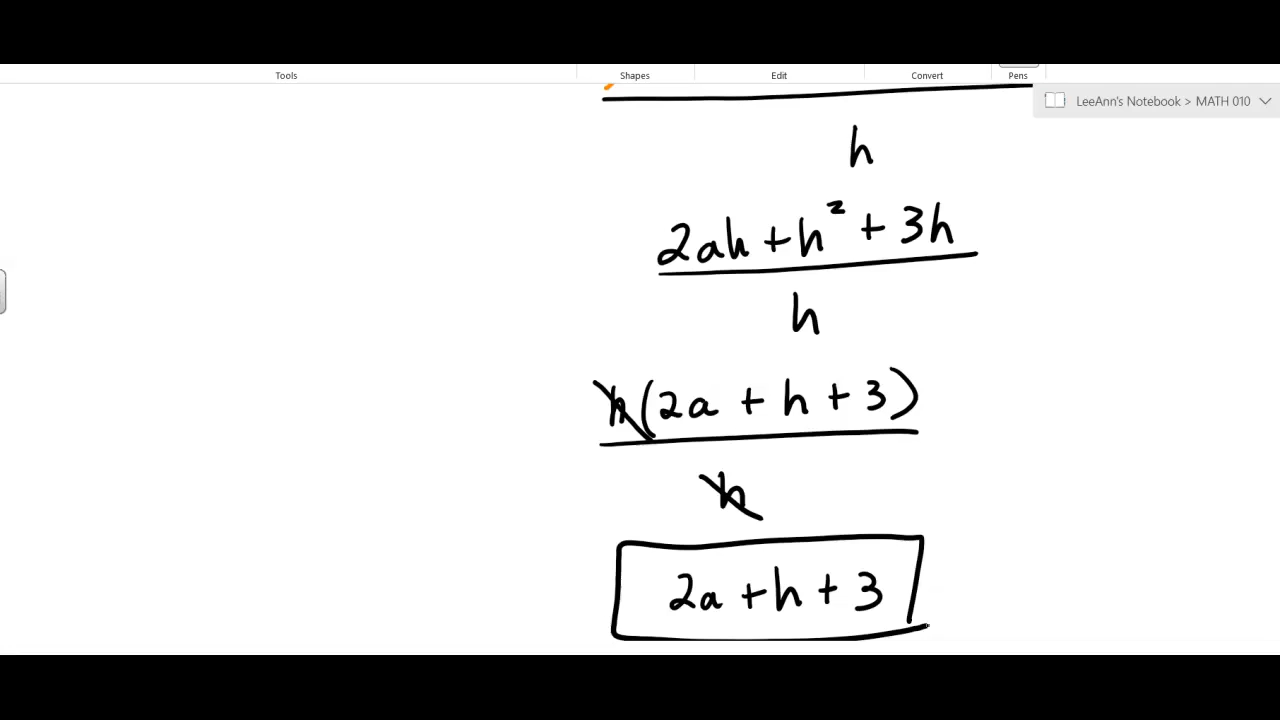 Tools Shapes Edit Convert Pens
LeeAnn's Notebook > MATH 010
h
2ah + h² + 3h
h
h(2a + h + 3)
h
2a + h + 3